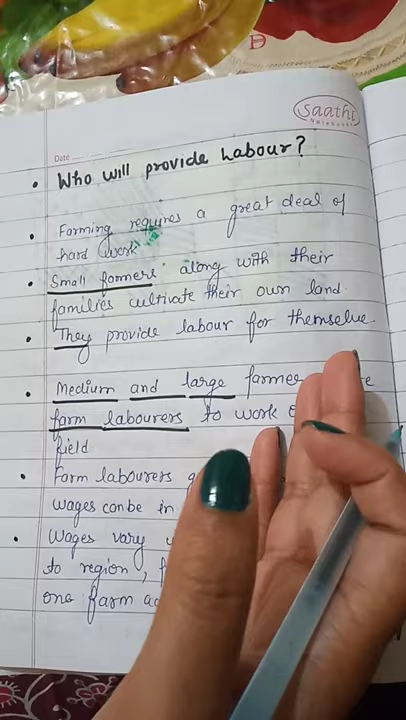 Saathi
Notebooks
Date
Who will provide Labour?
Farming requires a great deal of
hard work
Small farmers along with their
families cultivate their own land
They provide labour for themselve
Medium and large farmer
farm labourers to work
field
Farm labourers
wages can be in
Wages vary
to region,
one farm